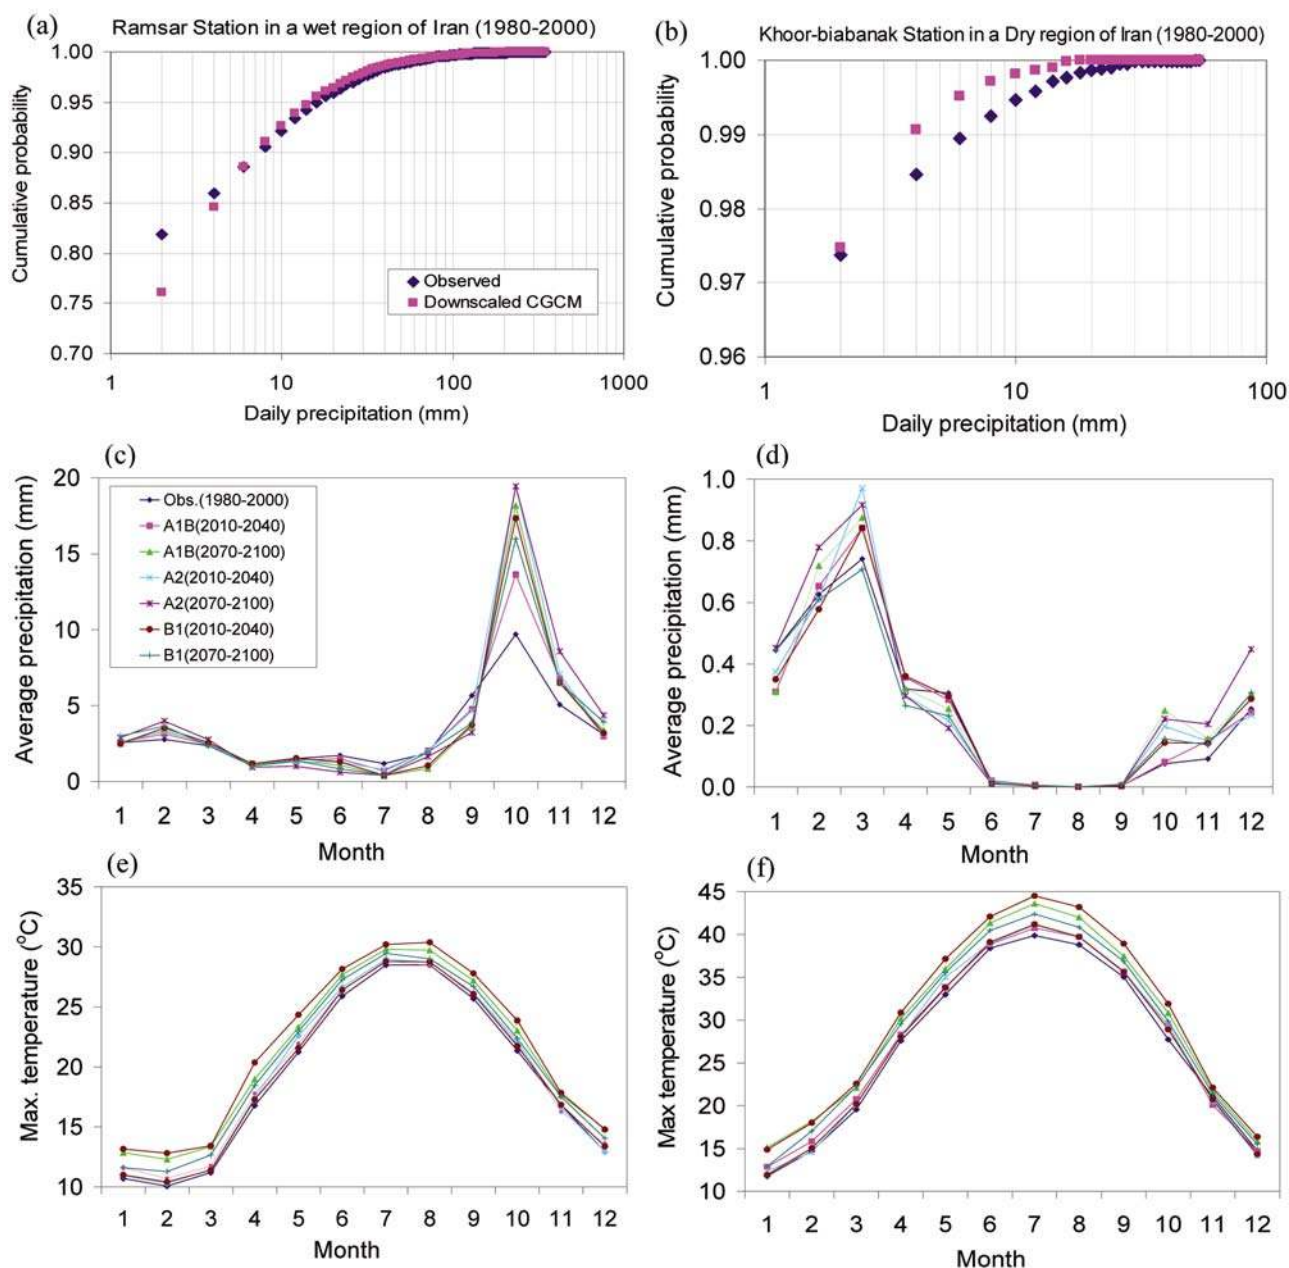 (a) Ramsar Station in a wet region of Iran (1980-2000)
1.00
0.95
0.90
0.85
0.80
0.75
0.70
Cumulative probability
Observed
Downscaled CGCM
1 10 100 1000
Daily precipitation (mm)
(b) Khoor-biabanak Station in a Dry region of Iran (1980-2000)
1.00
0.99
0.98
0.97
0.96
Cumulative probability
1 10 100
Daily precipitation (mm)
(c)
20
15
10
5
0
Average precipitation (mm)
Obs.(1980-2000)
A1B(2010-2040)
A1B(2070-2100)
A2(2010-2040)
A2(2070-2100)
B1(2010-2040)
B1(2070-2100)
1 2 3 4 5 6 7 8 9 10 11 12
Month
(d)
1.0
0.8
0.6
0.4
0.2
0.0
Average precipitation (mm)
1 2 3 4 5 6 7 8 9 10 11 12
Month
(e)
35
30
25
20
15
10
Max. temperature (°C)
1 2 3 4 5 6 7 8 9 10 11 12
Month
(f)
45
40
35
30
25
20
15
10
Max temperature (°C)
1 2 3 4 5 6 7 8 9 10 11 12
Month